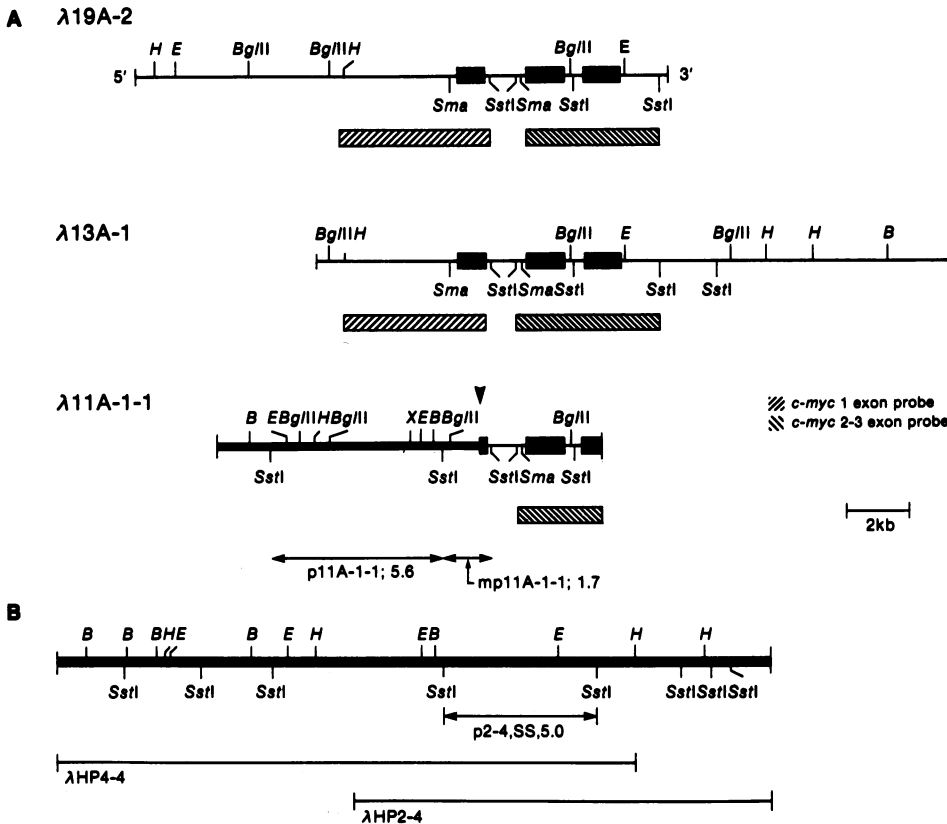 A
λ19A-2
H E BglII BglII H BglII E
5′ 3′
Sma SstI Sma SstI SstI
λ13A-1
BglII H BglII E BglII H H B
Sma SstI Sma SstI SstI SstI
λ11A-1-1
B E BglII H BglII X E B BglII BglII
SstI SstI SstI Sma SstI
c-myc 1 exon probe
c-myc 2-3 exon probe
2kb
p11A-1-1; 5.6
mp11A-1-1; 1.7
B
B B B H E B E H E B E H H
SstI SstI SstI SstI SstI SstI SstI SstI
p2-4,SS,5.0
λHP4-4
λHP2-4